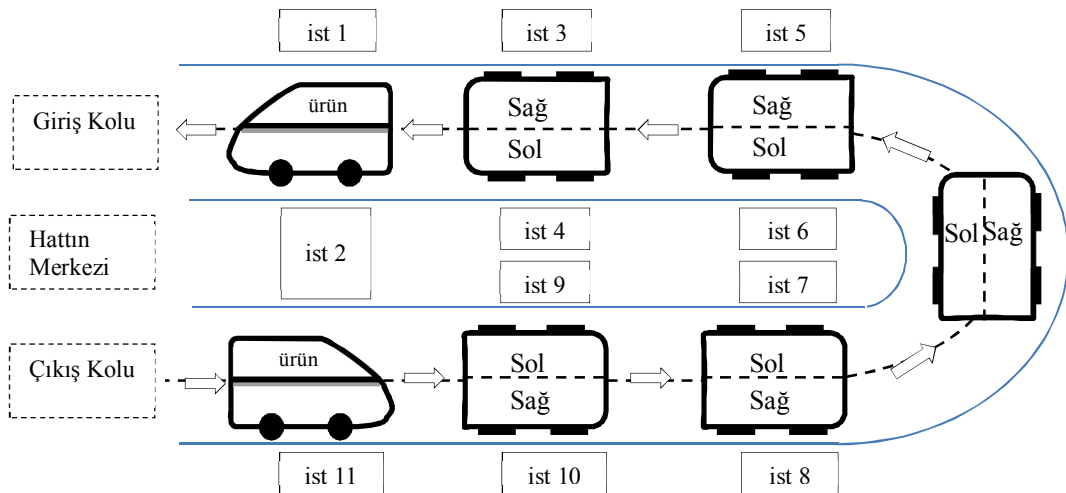 ist 1
ist 3
ist 5
Giriş Kolu
ürün
Sağ
Sol
Sağ
Sol
Sol
Sağ
Hattın
Merkezi
ist 2
ist 4
ist 6
ist 9
ist 7
Çıkış Kolu
ürün
Sol
Sağ
Sol
Sağ
ist 11
ist 10
ist 8